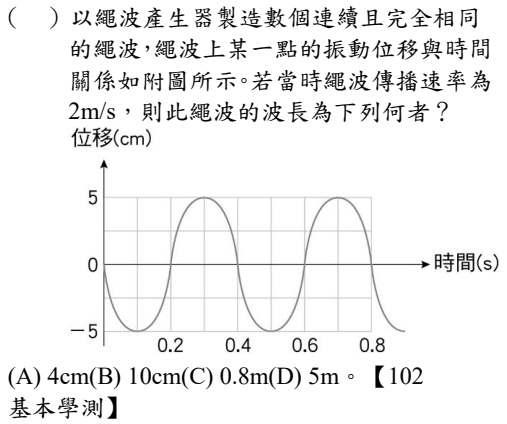 (　) 以繩波產生器製造數個連續且完全相同
的繩波，繩波上某一點的振動位移與時間
關係如附圖所示。若當時繩波傳播速率為
2m/s，則此繩波的波長為下列何者？
位移(cm)
5
0
時間(s)
－5
0.2 0.4 0.6 0.8
(A) 4cm(B) 10cm(C) 0.8m(D) 5m。【102
基本學測】